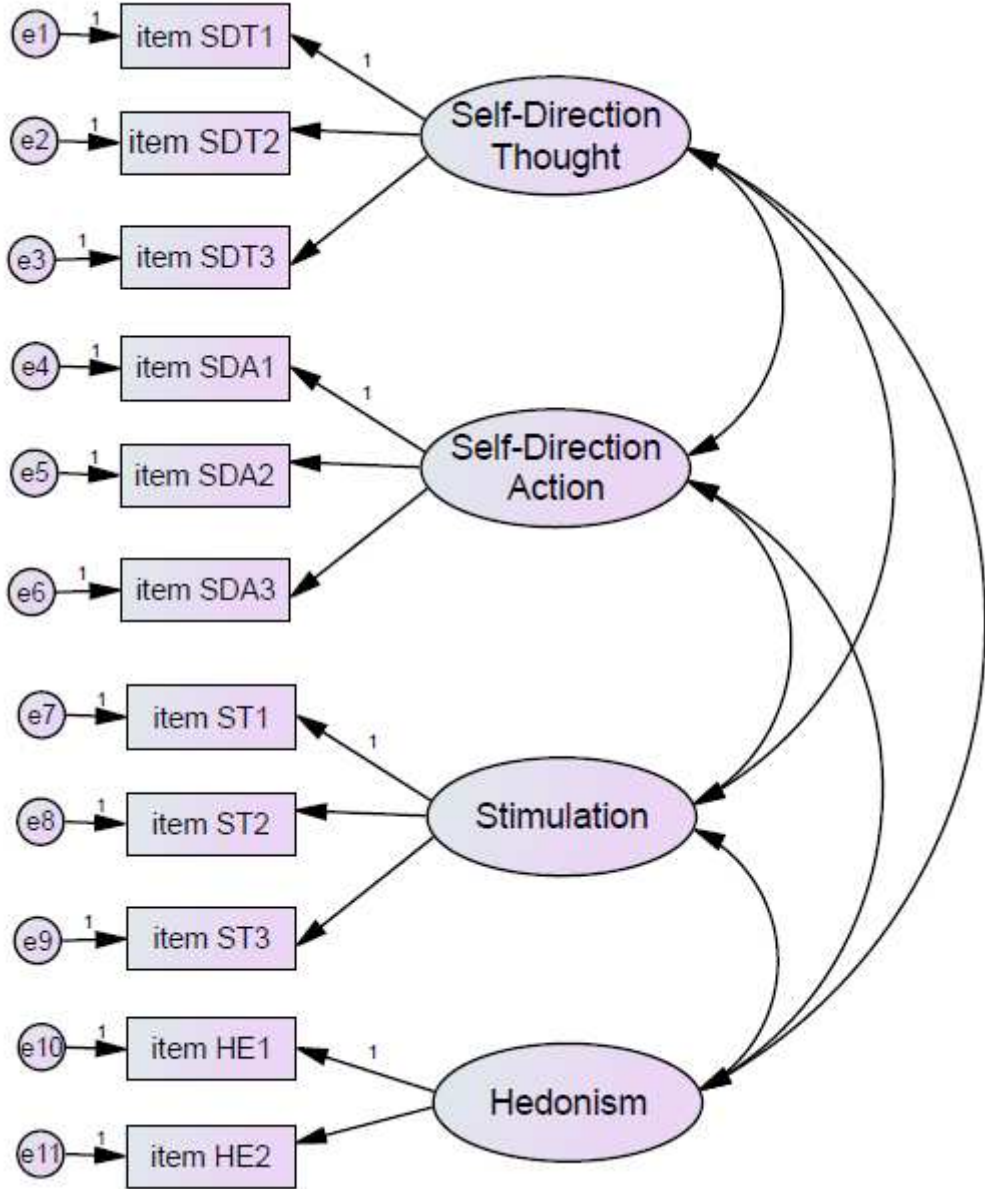 e1
1
item SDT1
1
Self-Direction
Thought
e2
1
item SDT2
e3
1
item SDT3
e4
1
item SDA1
1
Self-Direction
Action
e5
1
item SDA2
e6
1
item SDA3
e7
1
item ST1
1
Stimulation
e8
1
item ST2
e9
1
item ST3
e10
1
item HE1
1
Hedonism
e11
1
item HE2